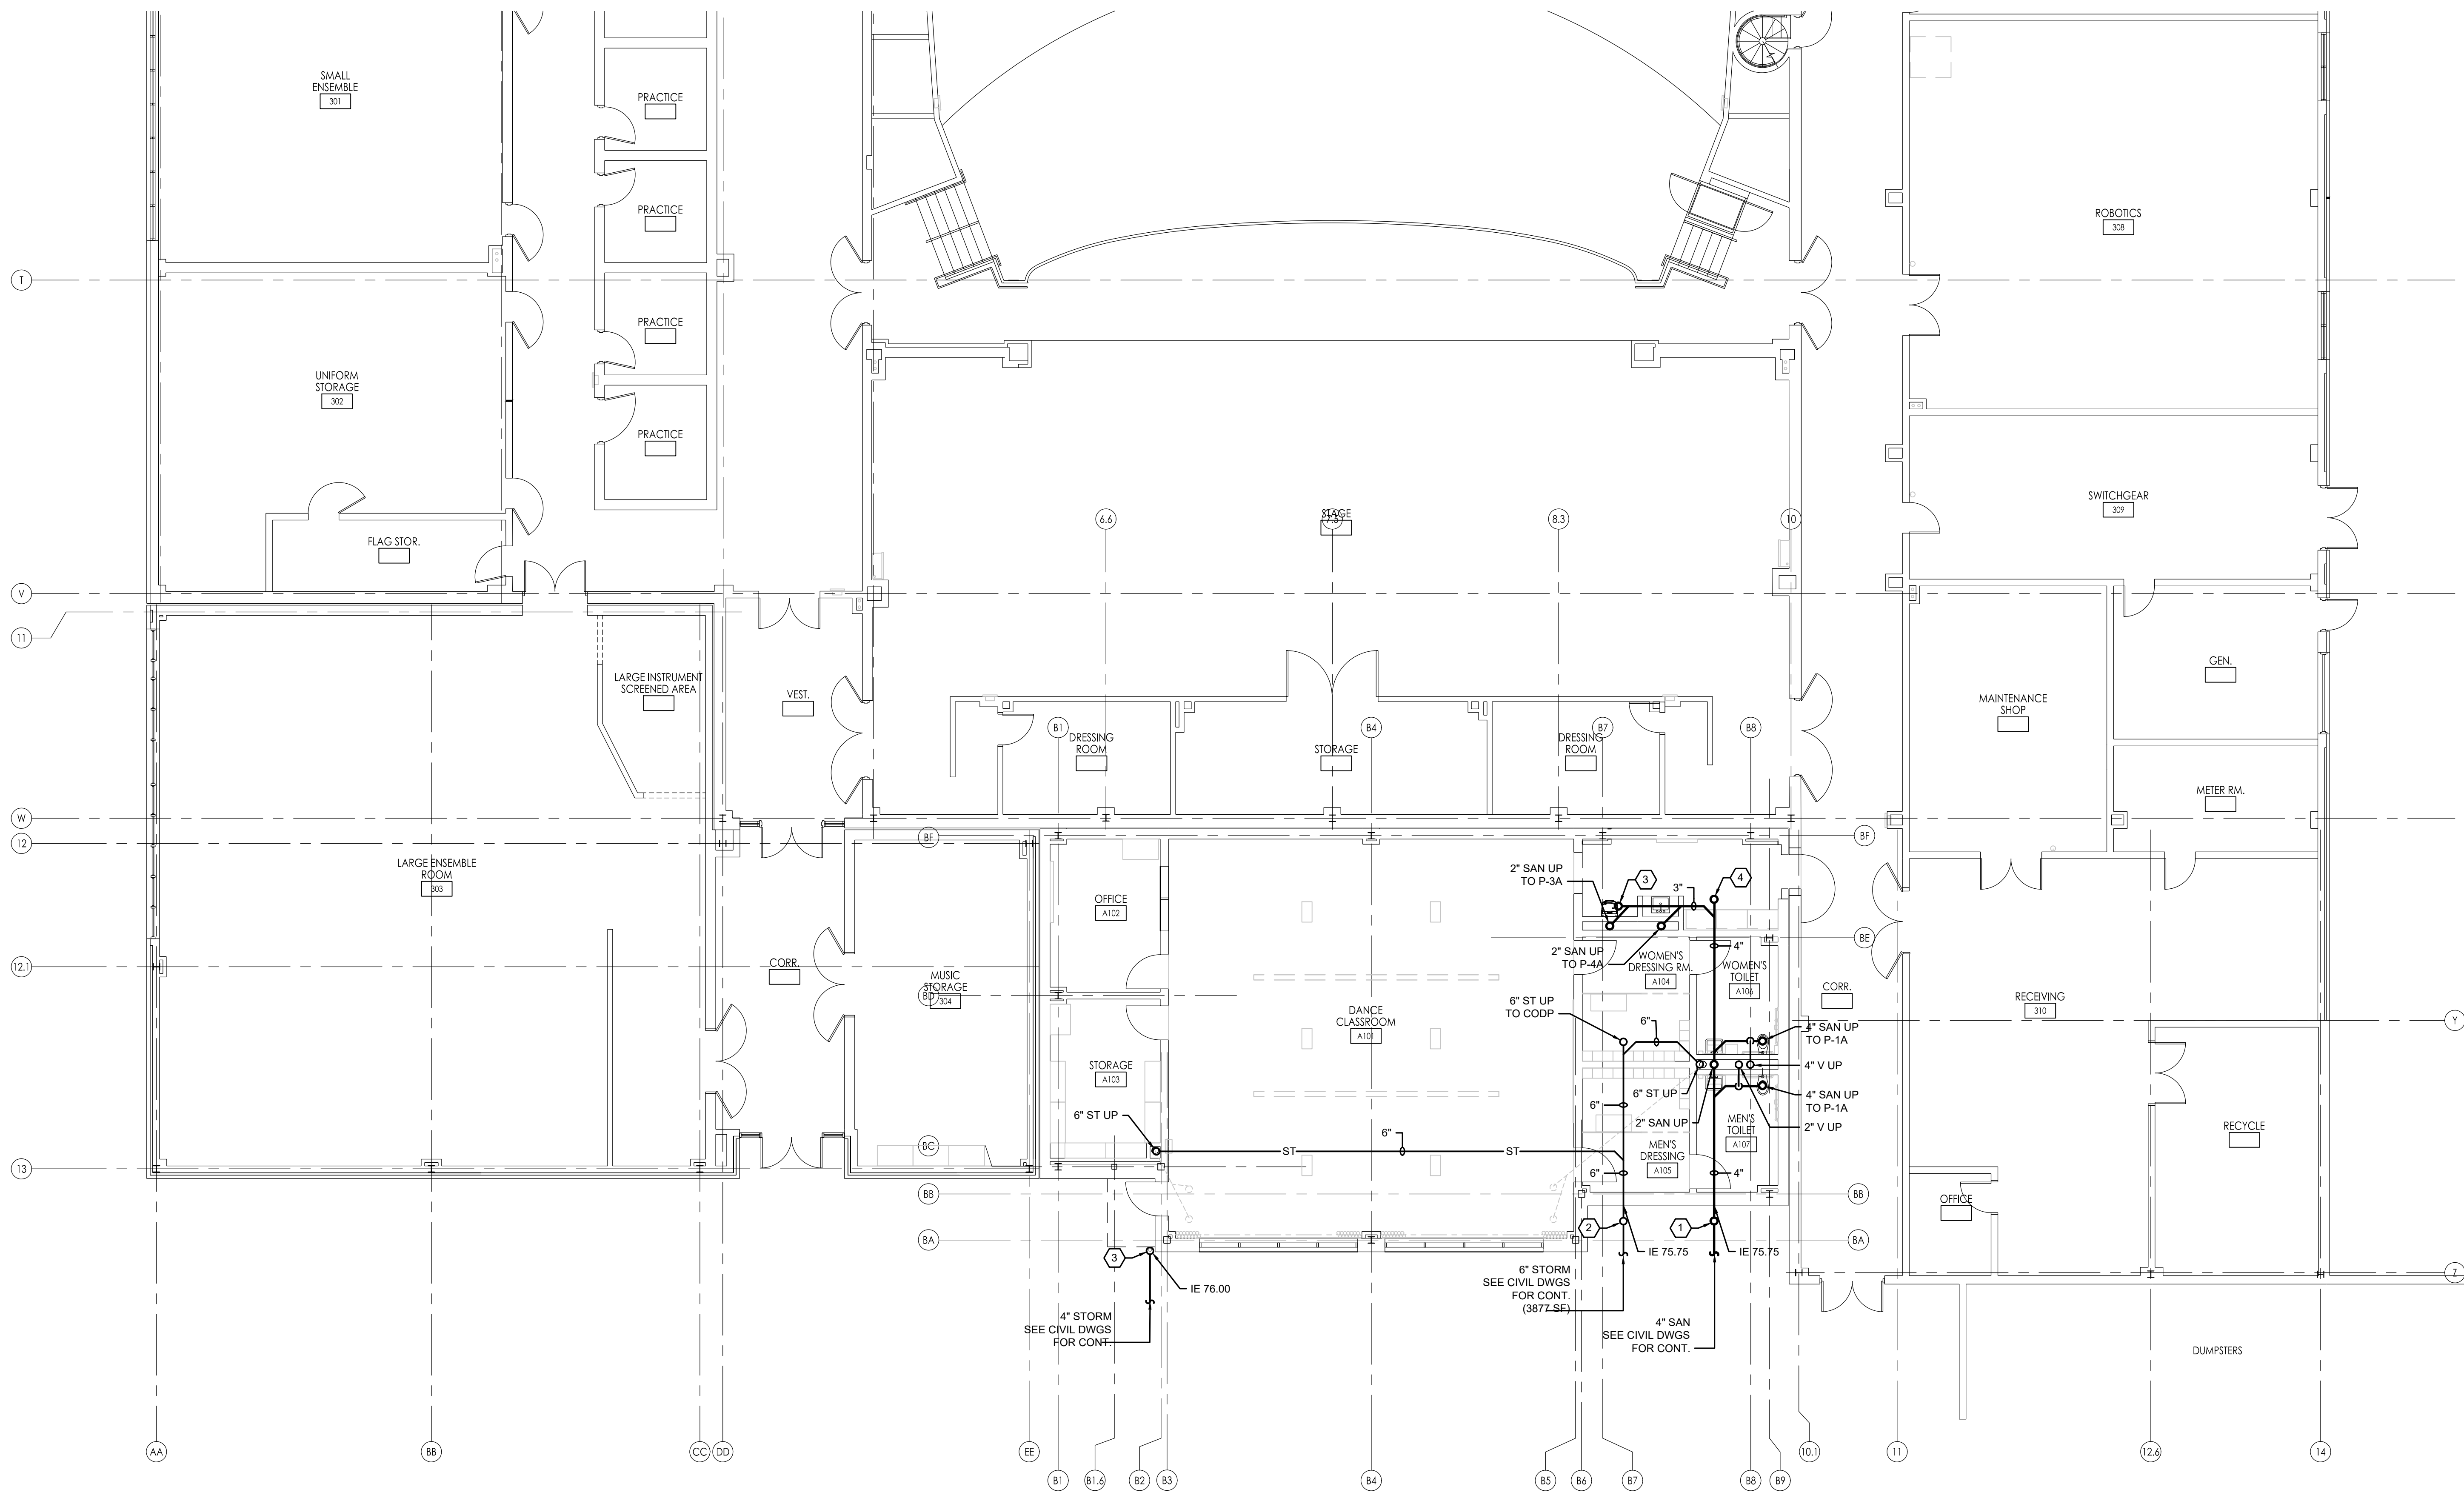 SMALL
ENSEMBLE
301
PRACTICE
PRACTICE
ROBOTICS
308
T
PRACTICE
UNIFORM
STORAGE
302
PRACTICE
SWITCHGEAR
309
6.6
STAGE
7.5
8.3
10
FLAG STOR.
V
11
LARGE INSTRUMENT
SCREENED AREA
VEST.
GEN.
MAINTENANCE
SHOP
B1
DRESSING
ROOM
B4
STORAGE
B7
DRESSING
ROOM
B8
METER RM.
W
12
BF
BF
LARGE ENSEMBLE
ROOM
303
2" SAN UP
TO P-3A
3
3"
4
OFFICE
A102
BE
4"
2" SAN UP
TO P-4A
WOMEN'S
DRESSING RM.
A104
WOMEN'S
TOILET
A106
12.1
CORR.
MUSIC
STORAGE
304
BD
CORR.
RECEIVING
310
6" ST UP
TO CODP
DANCE
CLASSROOM
A101
6"
Y
4" SAN UP
TO P-1A
STORAGE
A103
4" V UP
6" ST UP
4" SAN UP
TO P-1A
6" ST UP
6"
2" SAN UP
MEN'S
TOILET
A107
2" V UP
RECYCLE
6"
BC
ST
ST
MEN'S
DRESSING
A105
13
6"
4"
BB
BB
OFFICE
2
1
BA
BA
3
IE 75.75
IE 75.75
6" STORM
SEE CIVIL DWGS
FOR CONT.
(3877 SF)
Z
IE 76.00
4" STORM
SEE CIVIL DWGS
FOR CONT.
4" SAN
SEE CIVIL DWGS
FOR CONT.
DUMPSTERS
AA
BB
CC
DD
EE
10.1
11
12.6
14
B1
B1.6
B2
B3
B4
B5
B6
B7
B8
B9